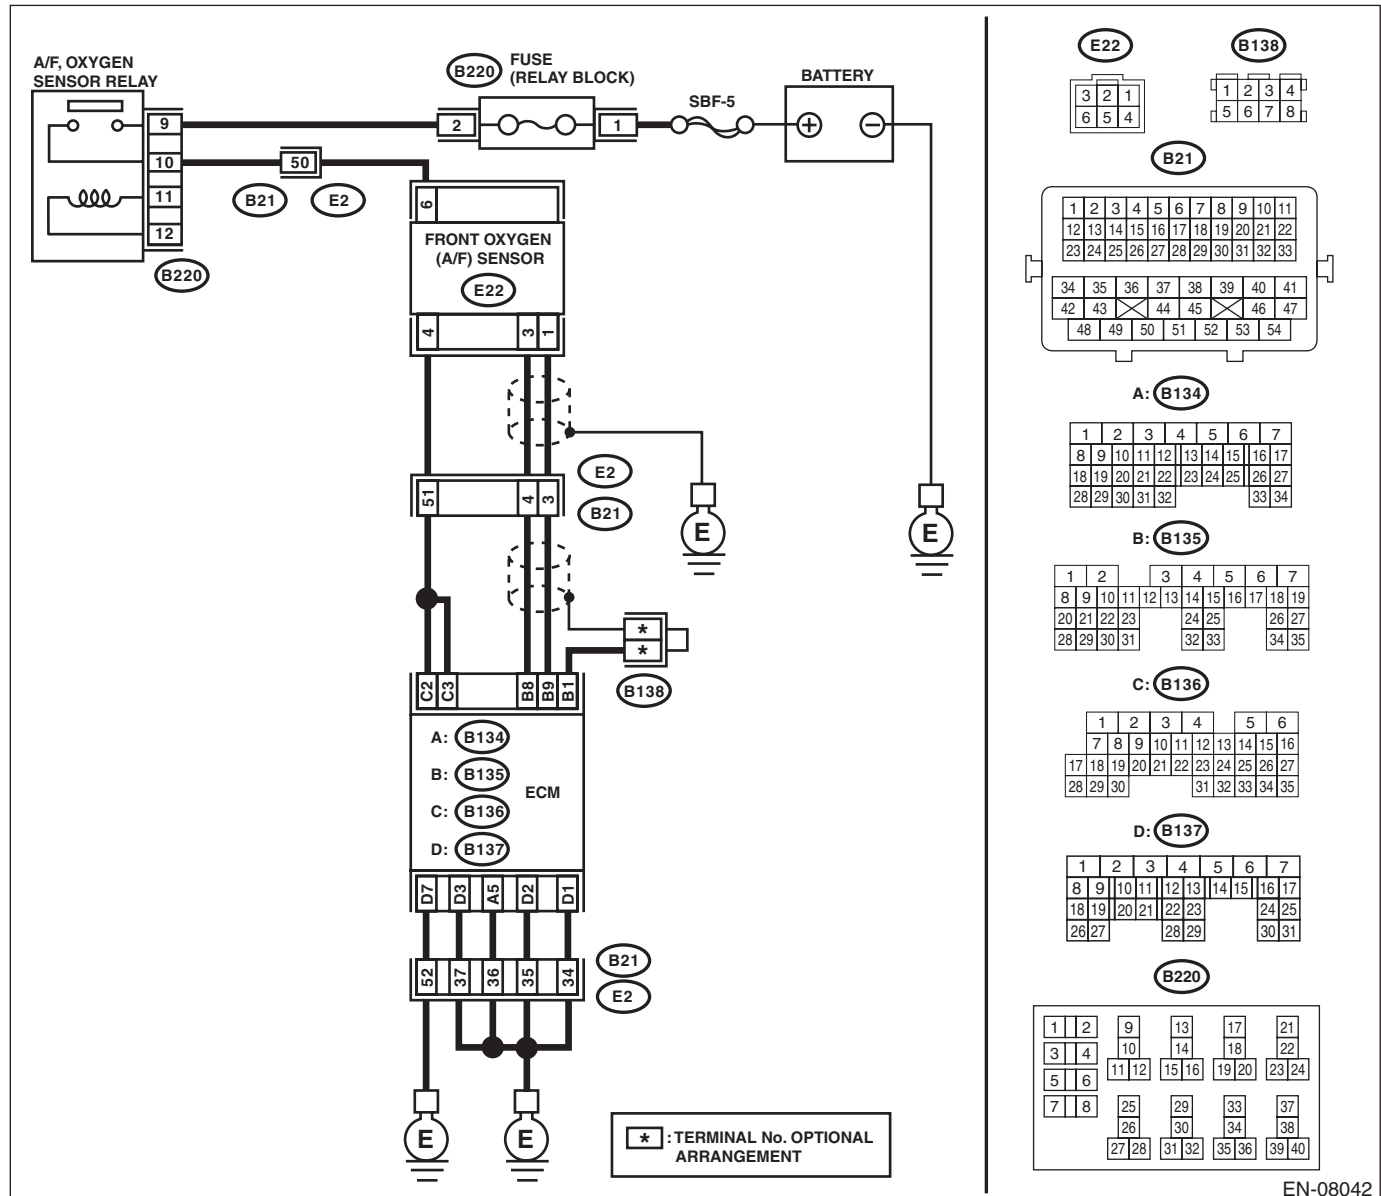 A/F, OXYGEN
SENSOR RELAY
9
10
11
12
B220
B21
50
E2
B220
FUSE
(RELAY BLOCK)
2
1
SBF-5
BATTERY
+
−
6
FRONT OXYGEN
(A/F) SENSOR
E22
4
3
1
E2
B21
51
4
3
E
E
*
*
B138
C2
C3
B8
B9
B1
A: B134
B: B135
C: B136
D: B137
ECM
D7
D3
A5
D2
D1
52
37
36
35
34
B21
E2
E
E
* : TERMINAL No. OPTIONAL
ARRANGEMENT
E22
3 2 1
6 5 4
B138
1 2 3 4
5 6 7 8
B21
1 2 3 4 5 6 7 8 9 10 11
12 13 14 15 16 17 18 19 20 21 22
23 24 25 26 27 28 29 30 31 32 33
34 35 36 37 38 39 40 41
42 43 44 45 46 47
48 49 50 51 52 53 54
A: B134
1 2 3 4 5 6 7
8 9 10 11 12 13 14 15 16 17
18 19 20 21 22 23 24 25 26 27
28 29 30 31 32 33 34
B: B135
1 2 3 4 5 6 7
8 9 10 11 12 13 14 15 16 17 18 19
20 21 22 23 24 25 26 27
28 29 30 31 32 33 34 35
C: B136
1 2 3 4 5 6
7 8 9 10 11 12 13 14 15 16
17 18 19 20 21 22 23 24 25 26 27
28 29 30 31 32 33 34 35
D: B137
1 2 3 4 5 6 7
8 9 10 11 12 13 14 15 16 17
18 19 20 21 22 23 24 25
26 27 28 29 30 31
B220
1 2 9 13 17 21
3 4 10 14 18 22
5 6 11 12 15 16 19 20 23 24
7 8 25 29 33 37
26 30 34 38
27 28 31 32 35 36 39 40
EN-08042